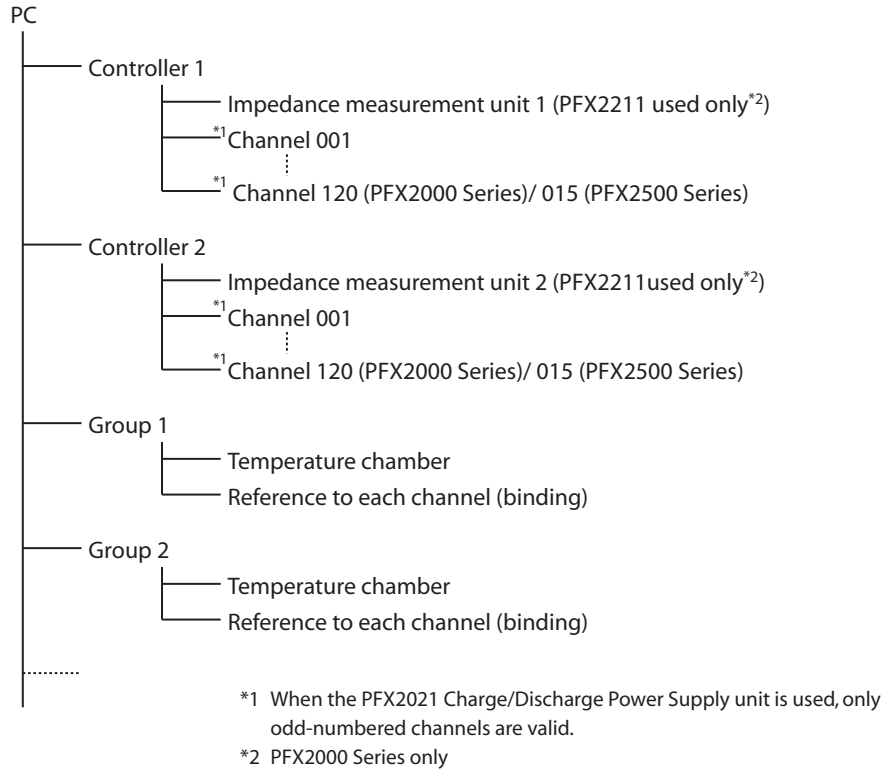 PC
Controller 1
Impedance measurement unit 1 (PFX2211 used only*2)
*1Channel 001
*1 Channel 120 (PFX2000 Series)/ 015 (PFX2500 Series)
Controller 2
Impedance measurement unit 2 (PFX2211used only*2)
*1Channel 001
*1Channel 120 (PFX2000 Series)/ 015 (PFX2500 Series)
Group 1
Temperature chamber
Reference to each channel (binding)
Group 2
Temperature chamber
Reference to each channel (binding)
*1 When the PFX2021 Charge/Discharge Power Supply unit is used, only
odd-numbered channels are valid.
*2 PFX2000 Series only